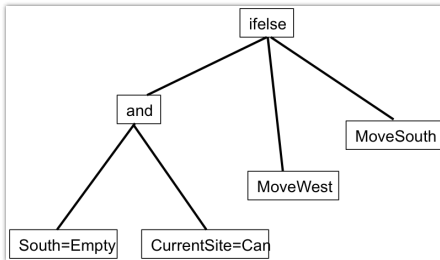 ifelse
and
MoveSouth
MoveWest
South=Empty
CurrentSite=Can